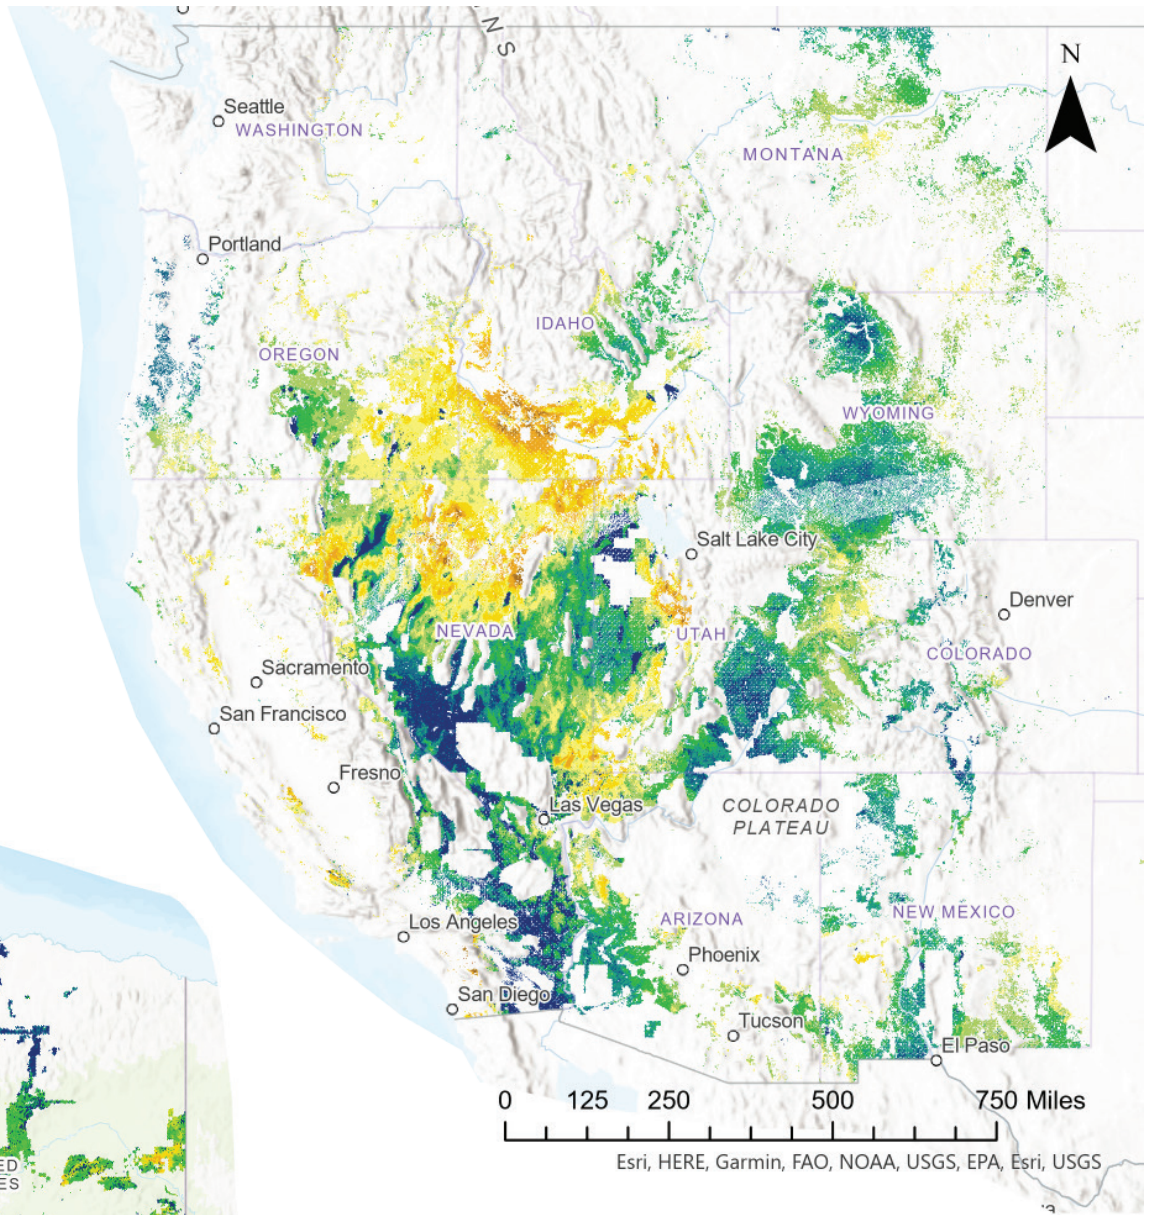 N S
N
Seattle
WASHINGTON
MONTANA
Portland
IDAHO
OREGON
WYOMING
Salt Lake City
Denver
NEVADA
UTAH
COLORADO
Sacramento
San Francisco
Fresno
Las Vegas
COLORADO
PLATEAU
Los Angeles
ARIZONA
NEW MEXICO
Phoenix
San Diego
Tucson
El Paso
0 125 250 500 750 Miles
Esri, HERE, Garmin, FAO, NOAA, USGS, EPA, Esri, USGS
ED
ES